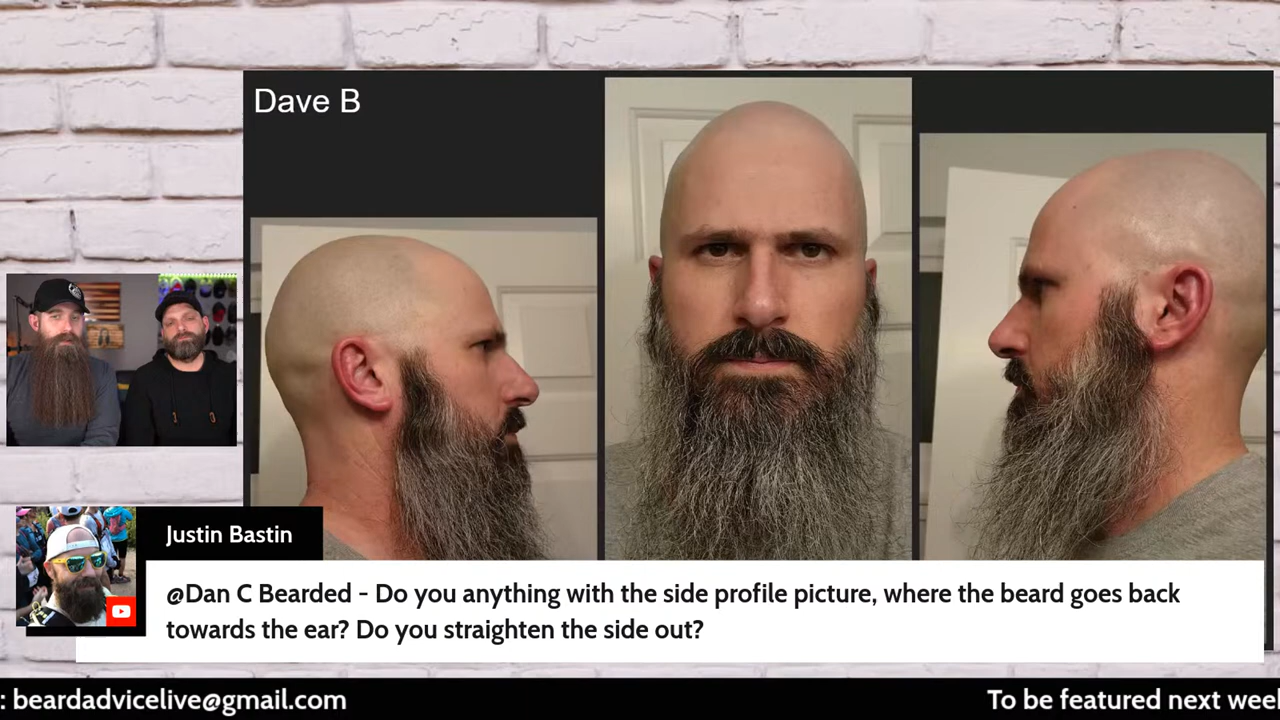 Dave B
Justin Bastin
@Dan C Bearded - Do you anything with the side profile picture, where the beard goes back
towards the ear? Do you straighten the side out?
: beardadvicelive@gmail.com
To be featured next wee